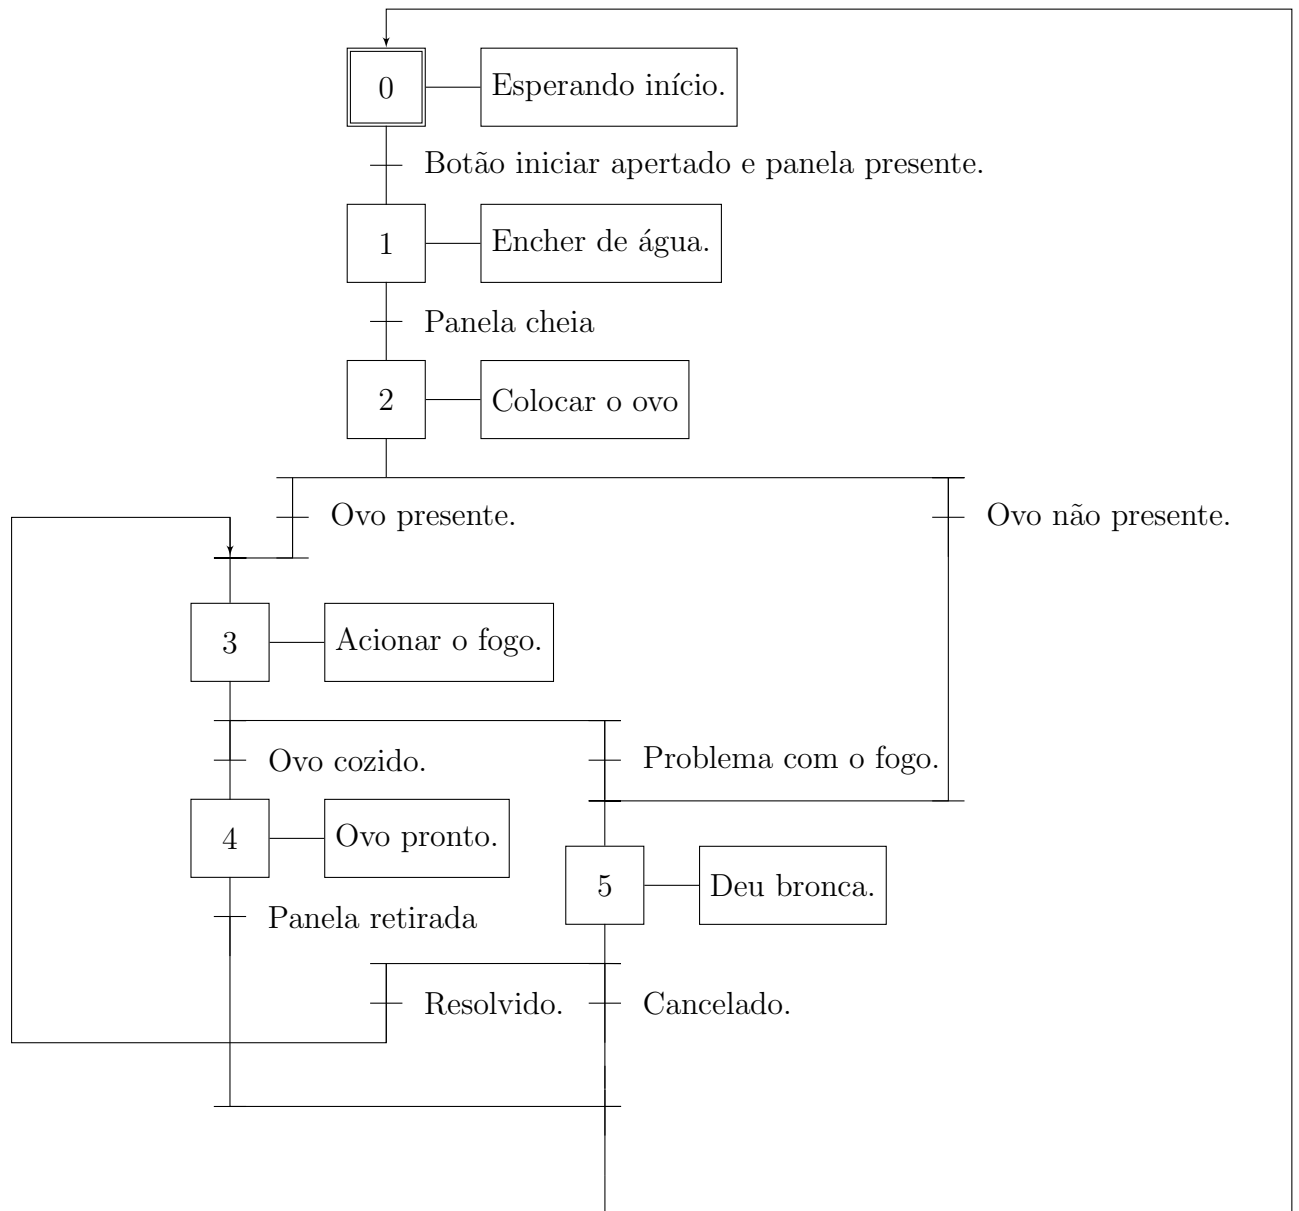 0
Esperando início.
Botão iniciar apertado e panela presente.
1
Encher de água.
Panela cheia
2
Colocar o ovo
Ovo presente.
Ovo não presente.
3
Acionar o fogo.
Ovo cozido.
Problema com o fogo.
4
Ovo pronto.
5
Deu bronca.
Panela retirada
Resolvido.
Cancelado.